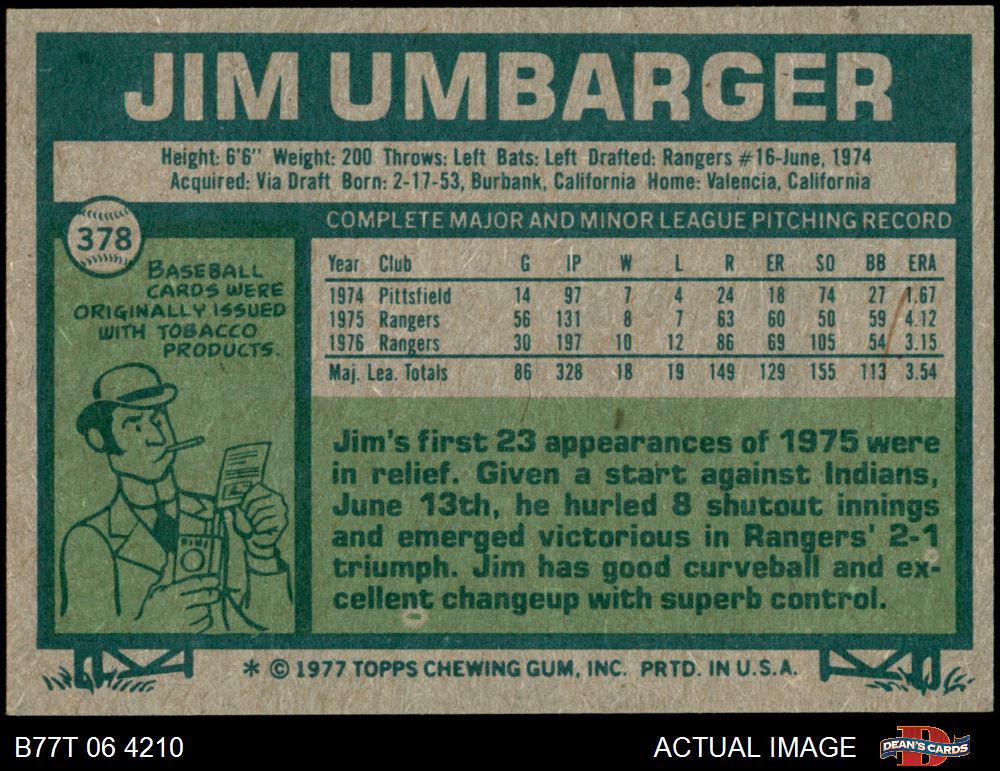 JIM UMBARGER
Height: 6'6" Weight: 200 Throws: Left Bats: Left Drafted: Rangers #16-June, 1974
Acquired: Via Draft Born: 2-17-53, Burbank, California Home: Valencia, California
378
COMPLETE MAJOR AND MINOR LEAGUE PITCHING RECORD
BASEBALL
CARDS WERE
ORIGINALLY ISSUED
WITH TOBACCO
PRODUCTS.
Year Club G IP W L R ER SO BB ERA
1974 Pittsfield 14 97 7 4 24 18 74 27 1.67
1975 Rangers 56 131 8 7 63 60 50 59 4.12
1976 Rangers 30 197 10 12 86 69 105 54 3.15
Maj. Lea. Totals 86 328 18 19 149 129 155 113 3.54
Jim's first 23 appearances of 1975 were
in relief. Given a start against Indians,
June 13th, he hurled 8 shutout innings
and emerged victorious in Rangers' 2-1
triumph. Jim has good curveball and ex-
cellent changeup with superb control.
* © 1977 TOPPS CHEWING GUM, INC. PRTD. IN U.S.A.
B77T 06 4210
ACTUAL IMAGE
DEAN'S CARDS